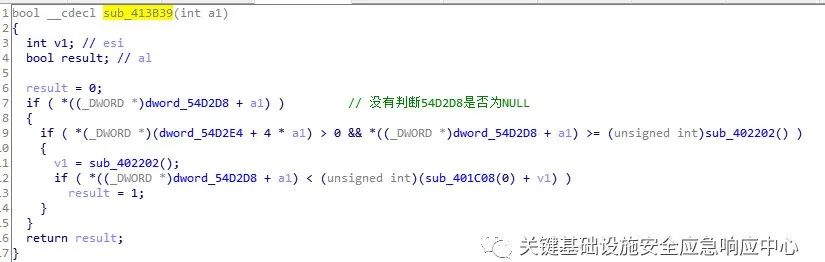 1 bool __cdecl sub_413B39(int a1)
2 {
3 int v1; // esi
4 bool result; // al
5
6 result = 0;
7 if ( *((_DWORD *)dword_54D2D8 + a1) ) // 没有判断54D2D8是否为NULL
8 {
9 if ( *(_DWORD *)(dword_54D2E4 + 4 * a1) > 0 && *((_DWORD *)dword_54D2D8 + a1) >= (unsigned int)sub_402202() )
10 {
11 v1 = sub_402202();
12 if ( *((_DWORD *)dword_54D2D8 + a1) < (unsigned int)(sub_401C08(0) + v1) )
13 result = 1;
14 }
15 }
16 return result;
17 }
关键基础设施安全应急响应中心